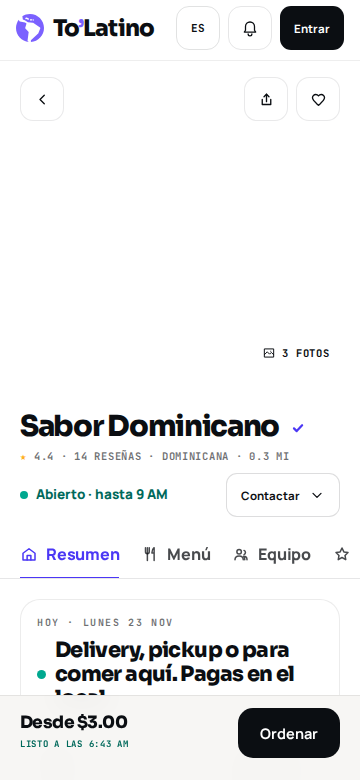 To'Latino
ES
Entrar
3 FOTOS
Sabor Dominicano
★ 4.4 · 14 RESEÑAS · DOMINICANA · 0.3 MI
Abierto · hasta 9 AM
Contactar
Resumen
Menú
Equipo
HOY · LUNES 23 NOV
Delivery, pickup o para
comer aquí. Pagas en el
local.
Desde $3.00
LISTO A LAS 6:43 AM
Ordenar